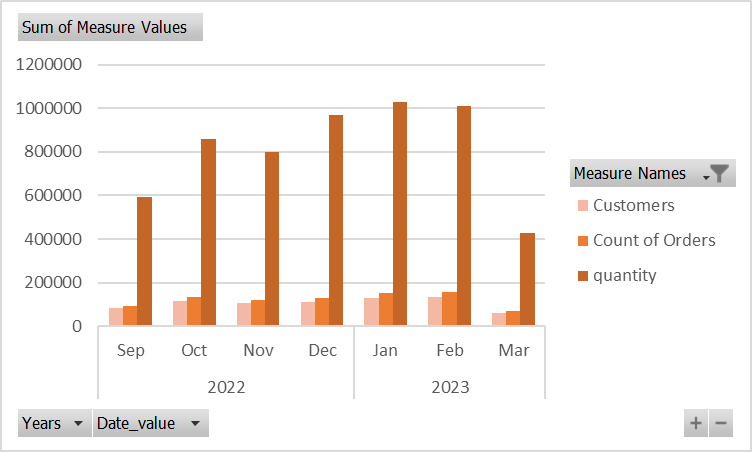 Sum of Measure Values
1200000
1000000
800000
600000
400000
200000
0
Sep Oct Nov Dec Jan Feb Mar
2022 2023
Measure Names
Customers
Count of Orders
quantity
Years Date_value
+ −